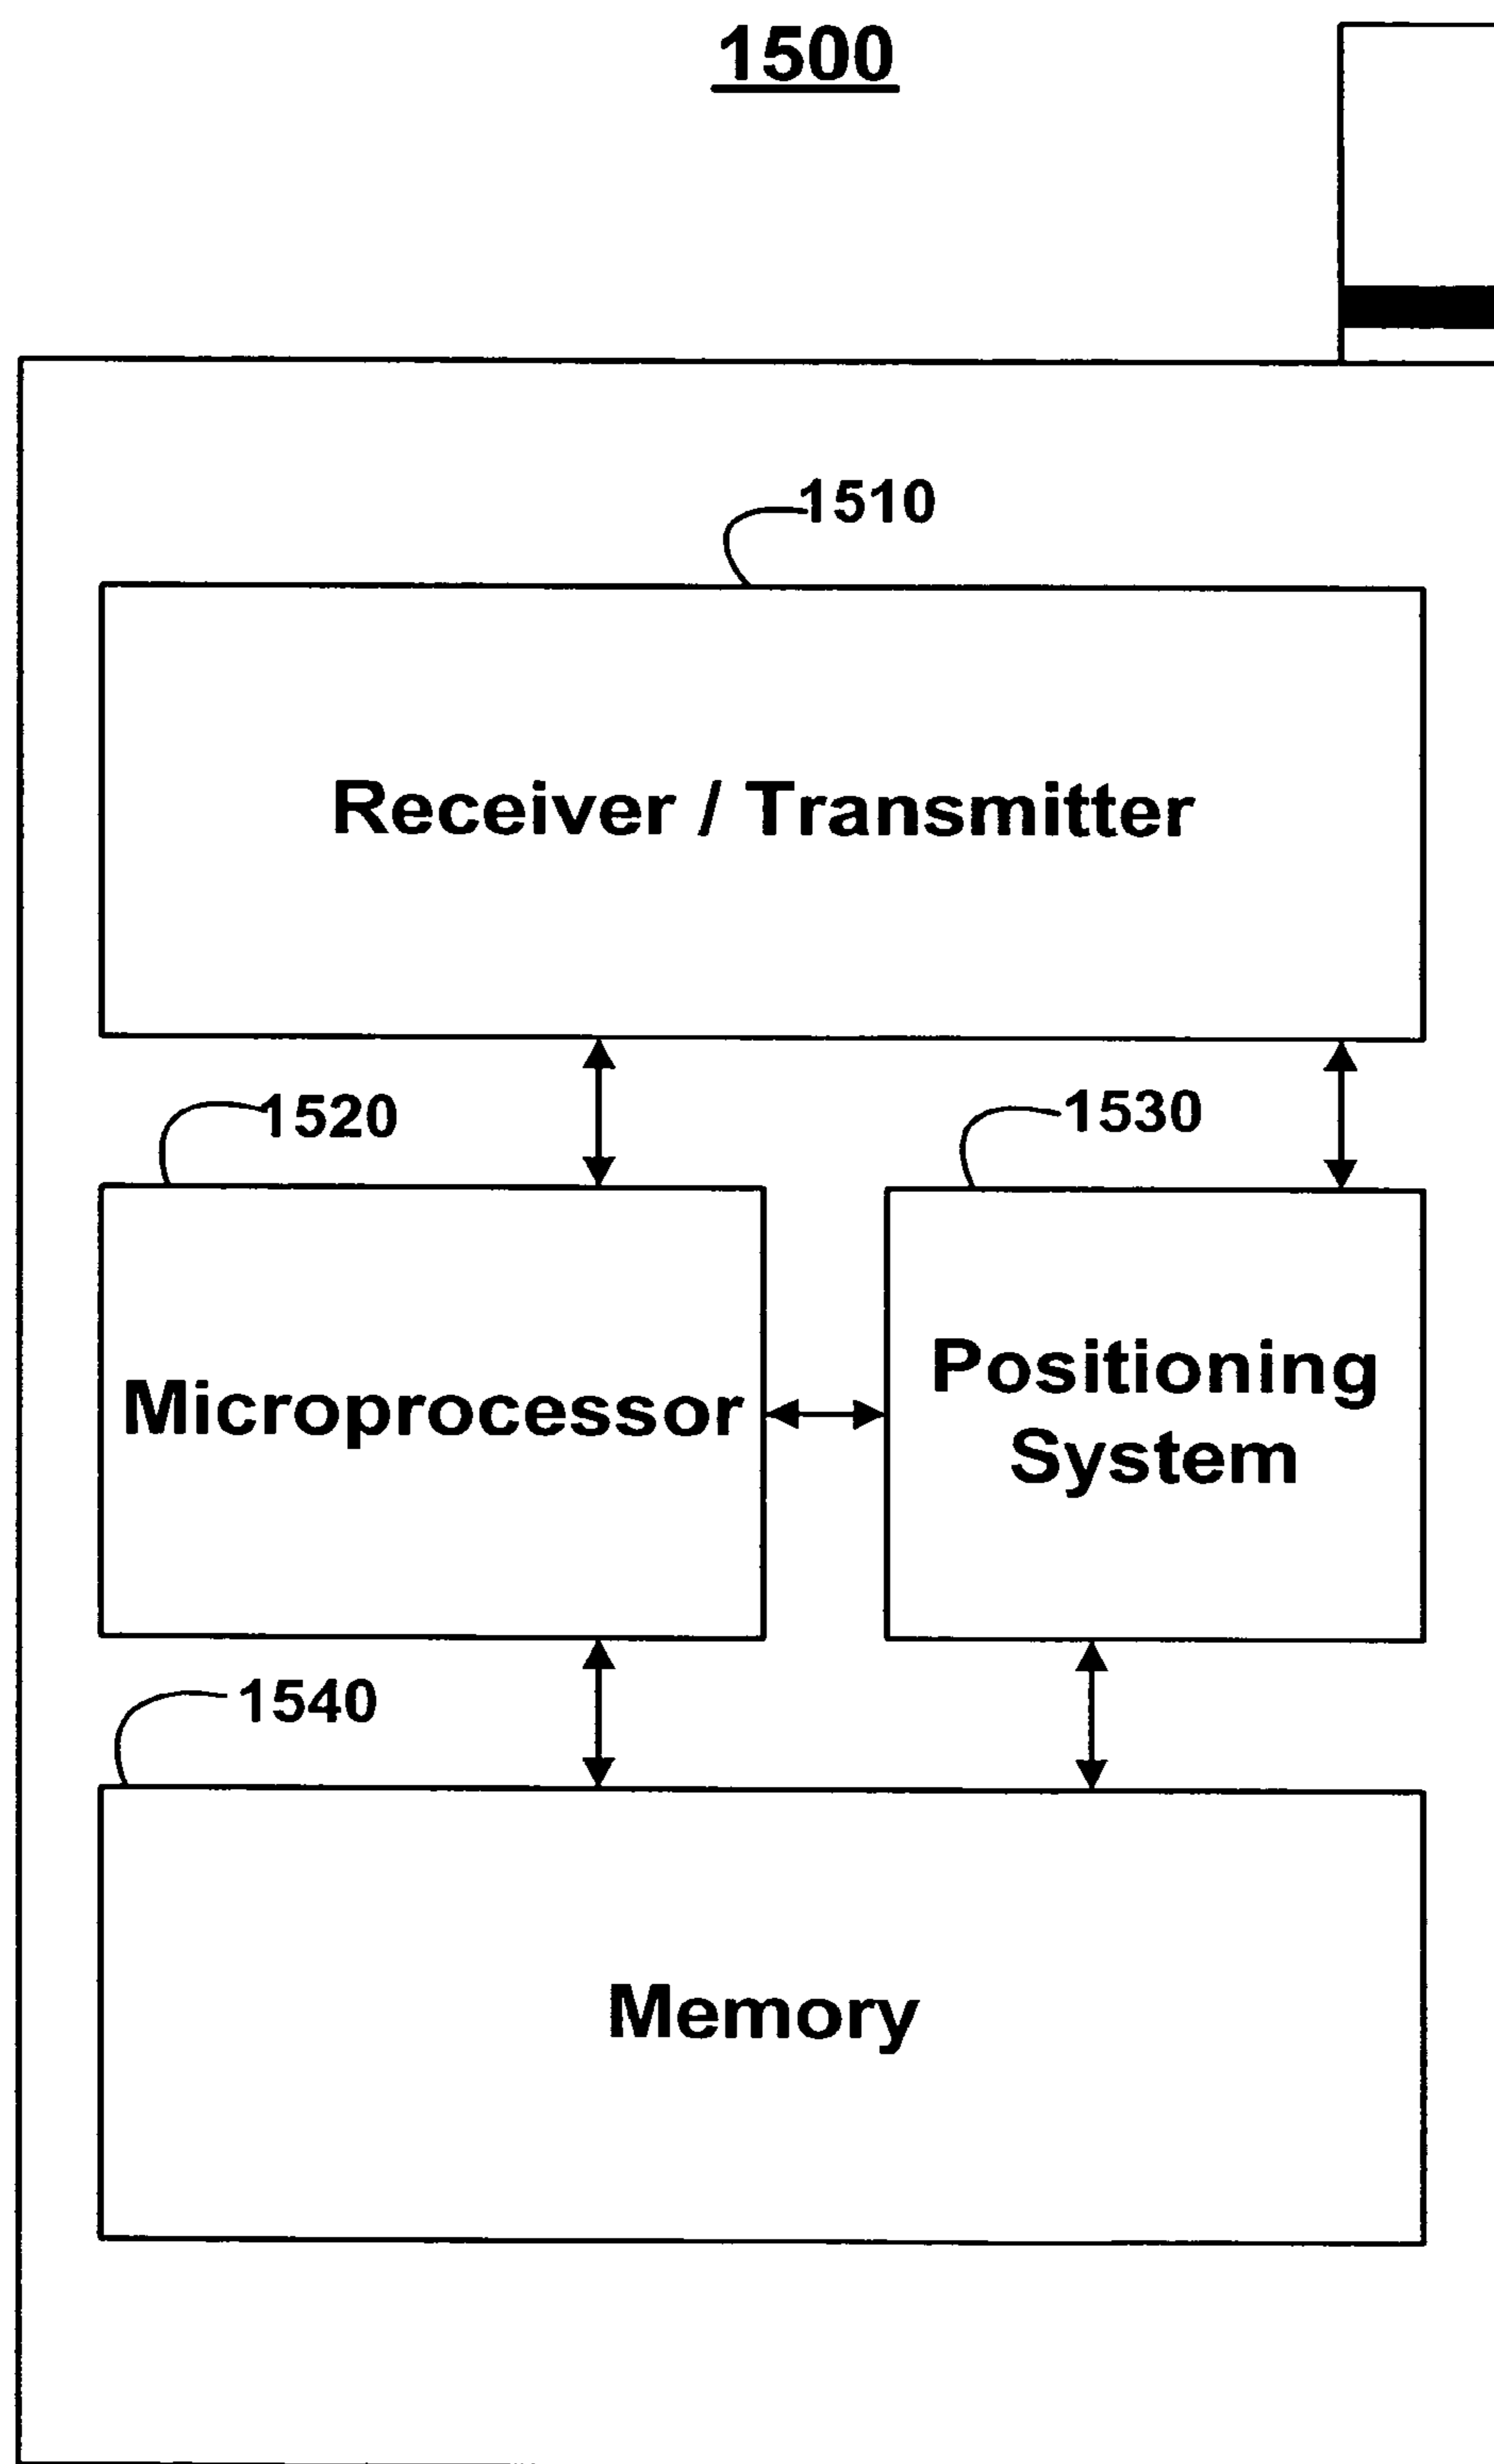 1500
1510
Receiver / Transmitter
1520
1530
Microprocessor
Positioning
System
1540
Memory